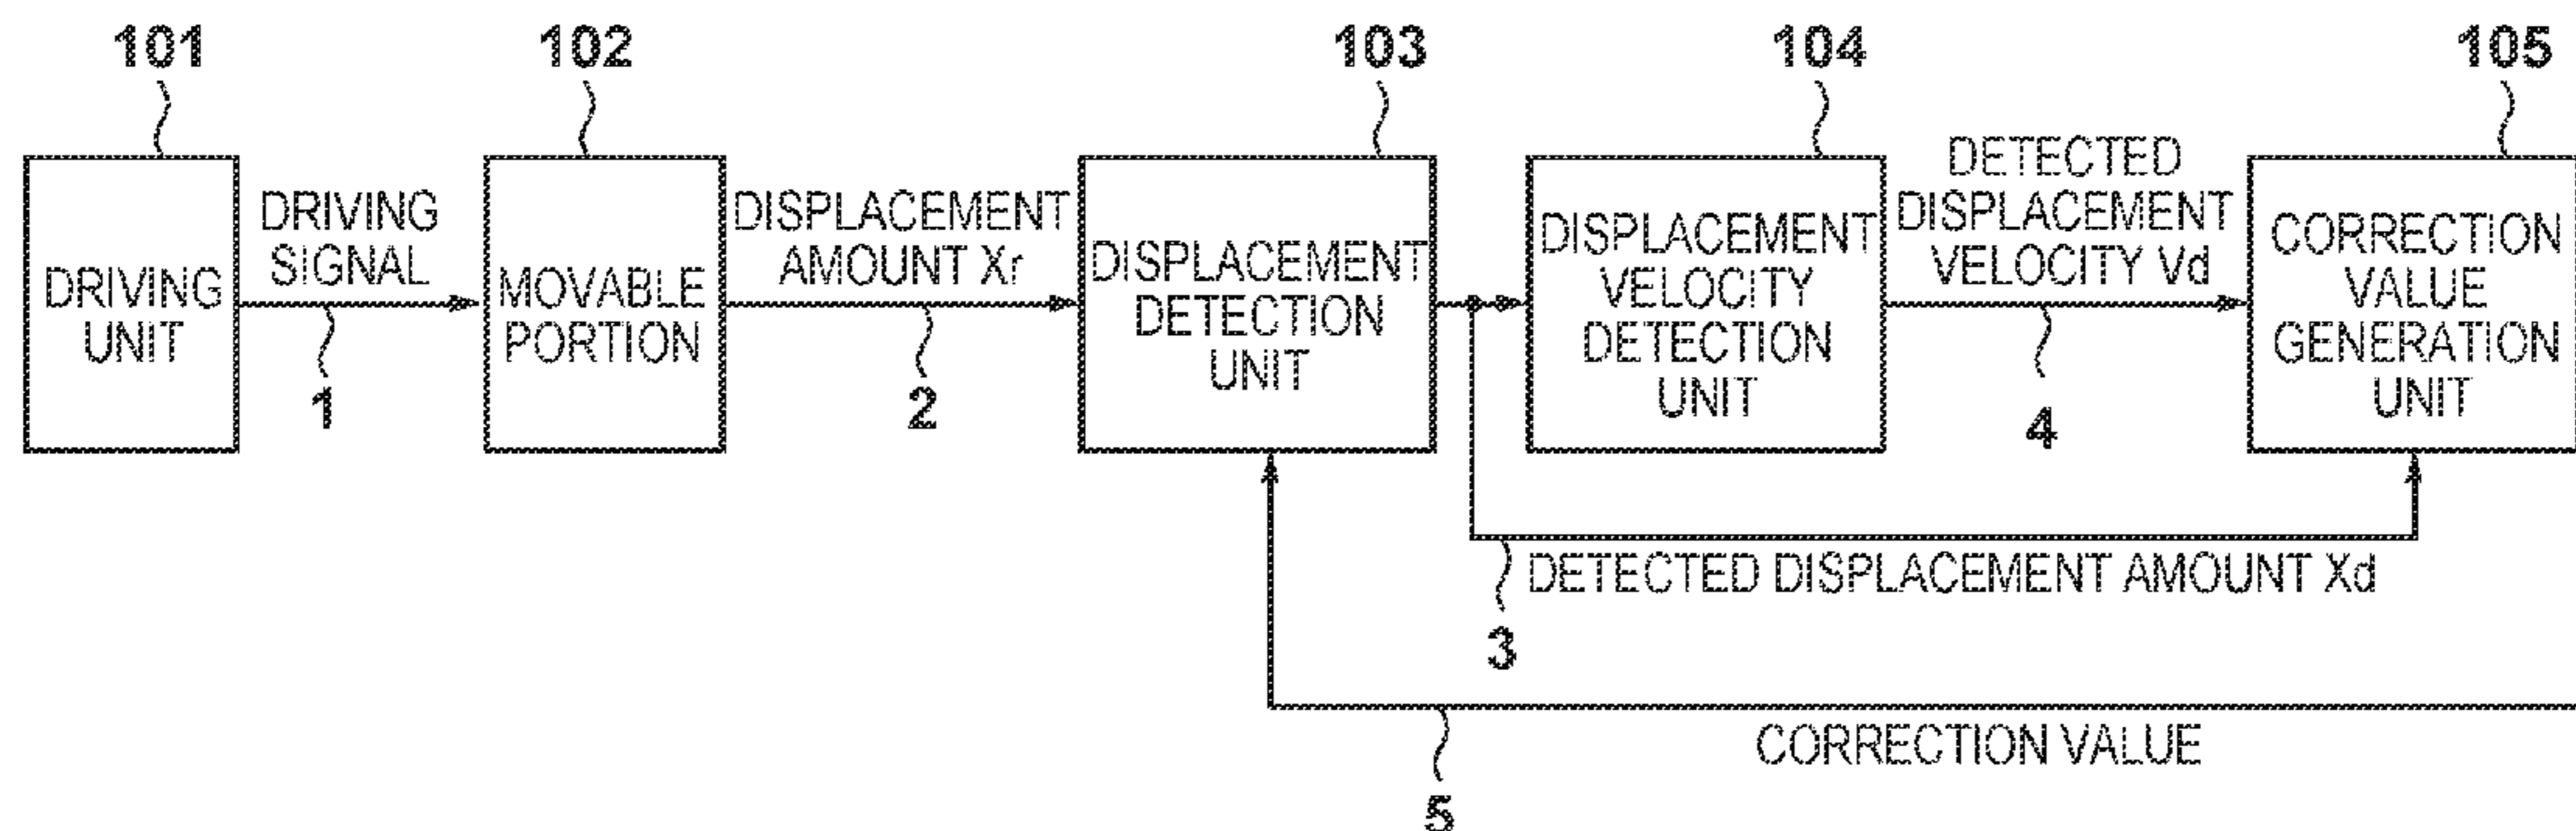 101
102
103
104
105
DRIVING
UNIT
DRIVING
SIGNAL
1
MOVABLE
PORTION
DISPLACEMENT
AMOUNT Xr
2
DISPLACEMENT
DETECTION
UNIT
DISPLACEMENT
VELOCITY
DETECTION
UNIT
DETECTED
DISPLACEMENT
VELOCITY Vd
4
CORRECTION
VALUE
GENERATION
UNIT
DETECTED DISPLACEMENT AMOUNT Xd
3
CORRECTION VALUE
5